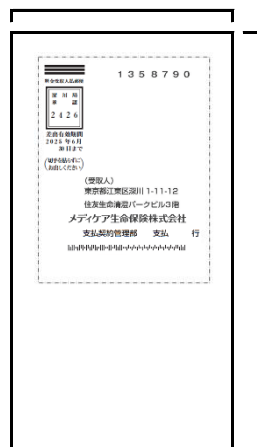 1358790
料金受取人払郵便
深川局
承認
2426
差出有効期間
2025年6月
30日まで
(切手を貼らずに
お出しください)
(受取人)
東京都江東区深川 1-11-12
住友生命清澄パークビル3階
メディケア生命保険株式会社
支払契約管理部 支払 行